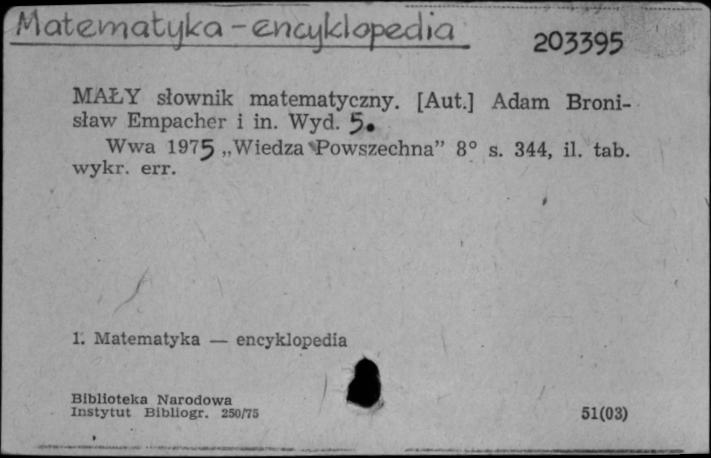 Matematyka - encyklopedia
203395
MAŁY słownik matematyczny. [Aut.] Adam Broni-
sław Empacher i in. Wyd. 5.
Wwa 1975 „Wiedza Powszechna” 8° s. 344, il. tab.
wykr. err.
1. Matematyka — encyklopedia
Biblioteka Narodowa
Instytut Bibliogr. 250/75
51(03)